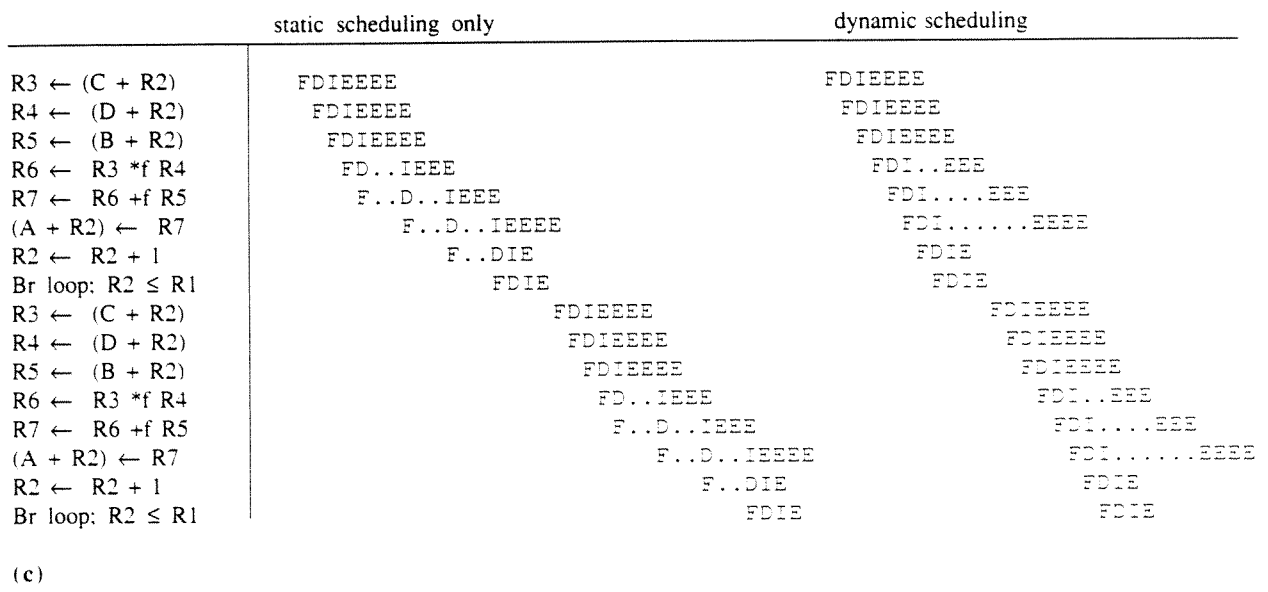 static scheduling only dynamic scheduling
R3 ← (C + R2) FDIEEEE FDIEEEE
R4 ← (D + R2) FDIEEEE FDIEEEE
R5 ← (B + R2) FDIEEEE FDIEEEE
R6 ← R3 *f R4 FD..IEEE FDI..EEE
R7 ← R6 +f R5 F..D..IEEE FDI....EEE
(A + R2) ← R7 F..D..IEEEE FDI......EEEE
R2 ← R2 + 1 F..DIE FDIE
Br loop; R2 ≤ R1 FDIE FDIE
R3 ← (C + R2) FDIEEEE FDIEEEE
R4 ← (D + R2) FDIEEEE FDIEEEE
R5 ← (B + R2) FDIEEEE FDIEEEE
R6 ← R3 *f R4 FD..IEEE FDI..EEE
R7 ← R6 +f R5 F..D..IEEE FDI....EEE
(A + R2) ← R7 F..D..IEEEE FDI......EEEE
R2 ← R2 + 1 F..DIE FDIE
Br loop; R2 ≤ R1 FDIE FDIE
(c)